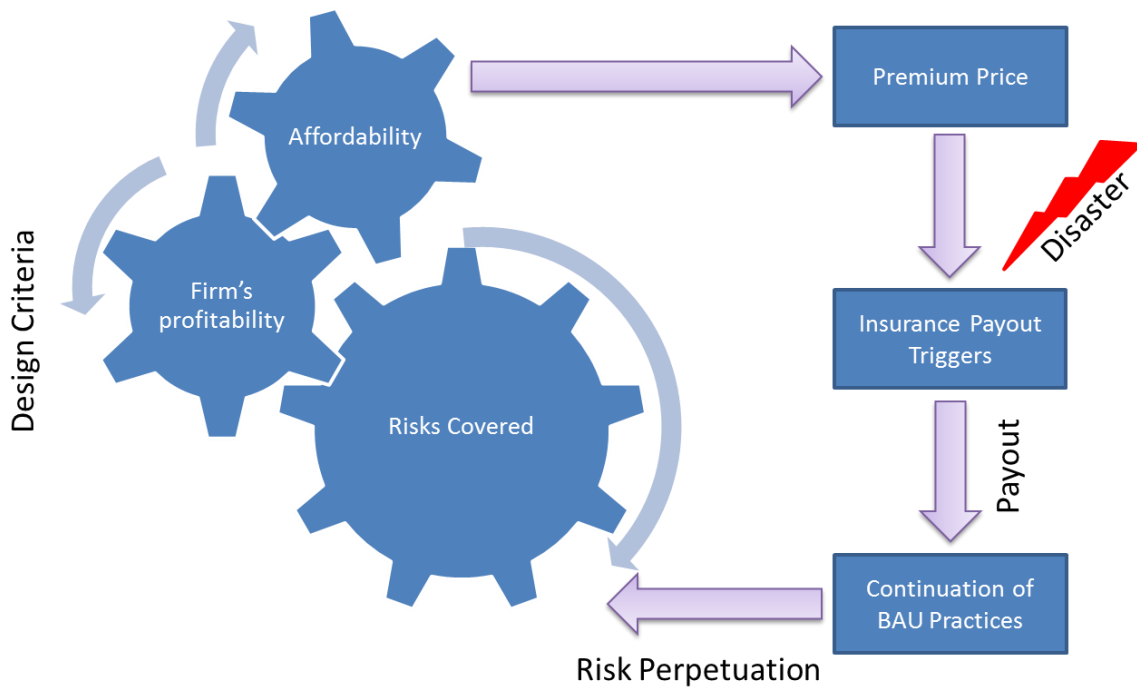 Design Criteria
Affordability
Firm's
profitability
Risks Covered
Premium Price
Disaster
Insurance Payout
Triggers
Payout
Continuation of
BAU Practices
Risk Perpetuation